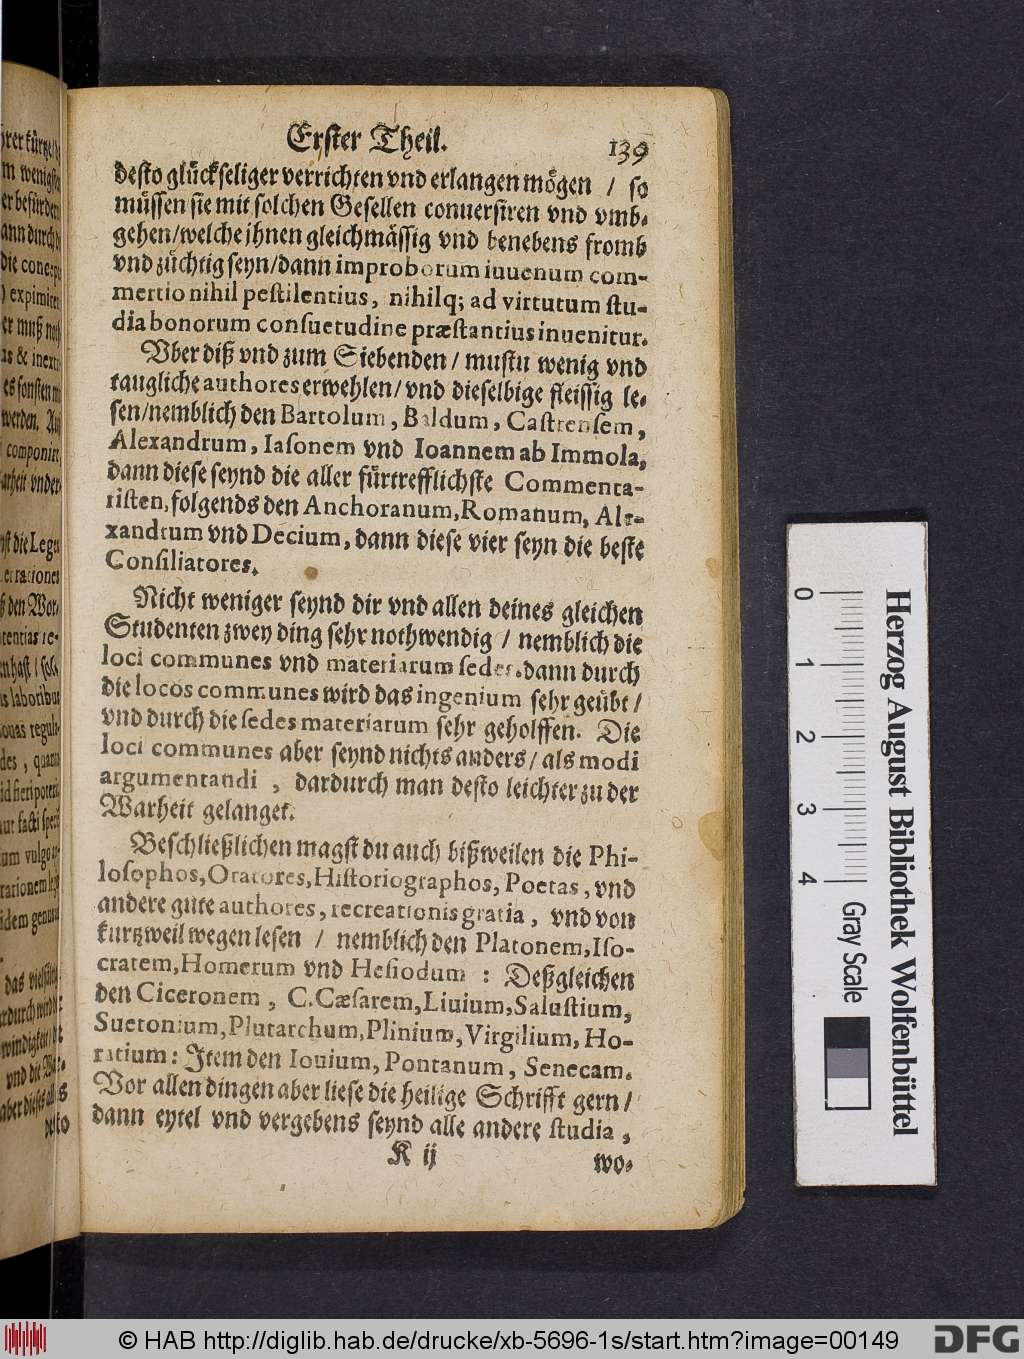 Erster Theil. 139
desto glückseliger verrichten vnd erlangen mögen / so
müssen sie mit solchen Gesellen conuersiren vnd vmb-
gehen/welche jhnen gleichmässig vnd benebens fromb
vnd züchtig seyn/dann improborum iuuenum com-
mertio nihil pestilentius, nihilq; ad virtutum stu-
dia bonorum consuetudine præstantius inuenitur.
Vber diß vnd zum Siebenden / mustu wenig vnd
taugliche authores erwehlen/ vnd dieselbige fleissig le-
sen/nemblich den Bartolum, Baldum, Castrensem,
Alexandrum, Iasonem vnd Ioannem ab Immola,
dann diese seynd die aller fürtrefflichste Commenta-
risten, folgends den Anchoranum, Romanum, Ale-
xandrum vnd Decium, dann diese vier seyn die beste
Consiliatores.
Nicht weniger seynd dir vnd allen deines gleichen
Studenten zwey ding sehr nothwendig / nemblich die
loci communes vnd materiarum sedes. dann durch
die locos communes wird das ingenium sehr geübt /
vnd durch die sedes materiarum sehr geholffen. Die
loci communes aber seynd nichts anders / als modi
argumentandi , dardurch man desto leichter zu der
Warheit gelanget.
Beschließlichen magst du auch bißweilen die Phi-
losophos, Oratores, Historiographos, Poetas, vnd
andere gute authores, recreationis gratia, vnd von
kurtzweil wegen lesen / nemblich den Platonem, Iso-
cratem, Homerum vnd Hesiodum : Deßgleichen
den Ciceronem, C. Cæsarem, Liuium, Salustium,
Suetonium, Plutarchum, Plinium, Virgilium, Ho-
ratium: Jtem den Iouium, Pontanum, Senecam.
Vor allen dingen aber liese die heilige Schrifft gern /
dann eytel vnd vergebens seynd alle andere studia,
K ij wo-
Herzog August Bibliothek Wolfenbüttel
0 1 2 3 4
Gray Scale
© HAB http://diglib.hab.de/drucke/xb-5696-1s/start.htm?image=00149
DFG